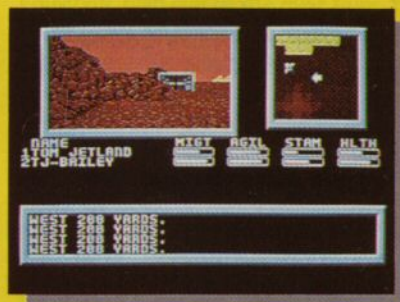 NAME MIGT AGIL STAM HLTH
1TOM JETLAND
2TJ-BAILEY
WEST 200 YARDS.
WEST 200 YARDS.
WEST 200 YARDS.
WEST 200 YARDS.